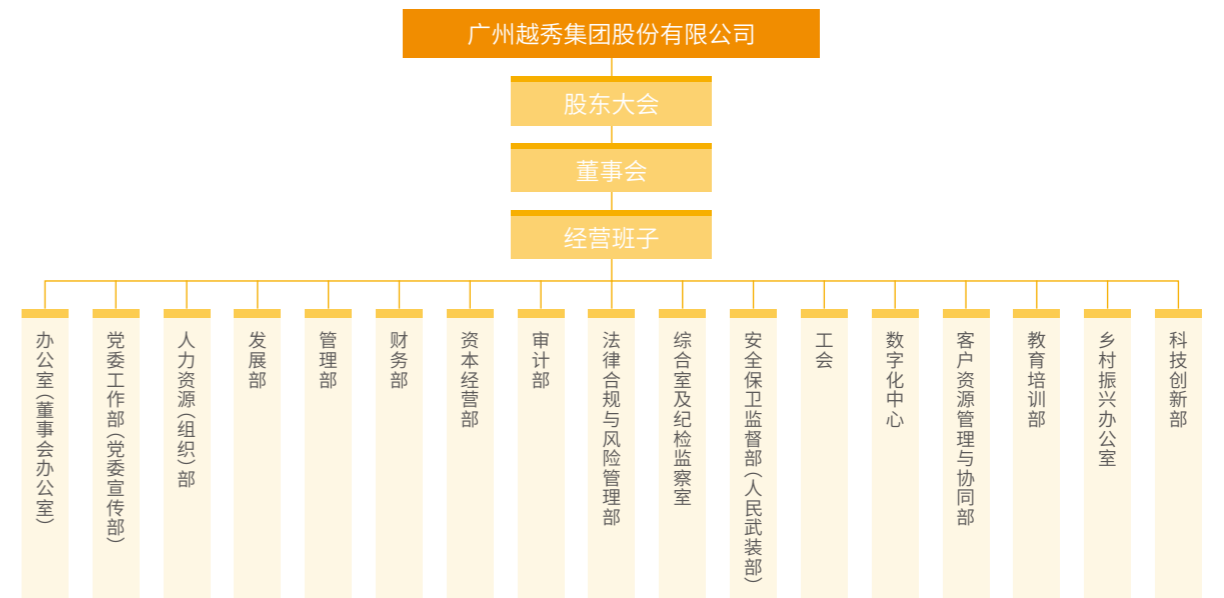 广州越秀集团股份有限公司
股东大会
董事会
经营班子
办公室(董事会办公室)
党委工作部(党委宣传部)
人力资源(组织)部
发展部
管理部
财务部
资本经营部
审计部
法律合规与风险管理部
综合室及纪检监察室
安全保卫监督部(人民武装部)
工会
数字化中心
客户资源管理与协同部
教育培训部
乡村振兴办公室
科技创新部